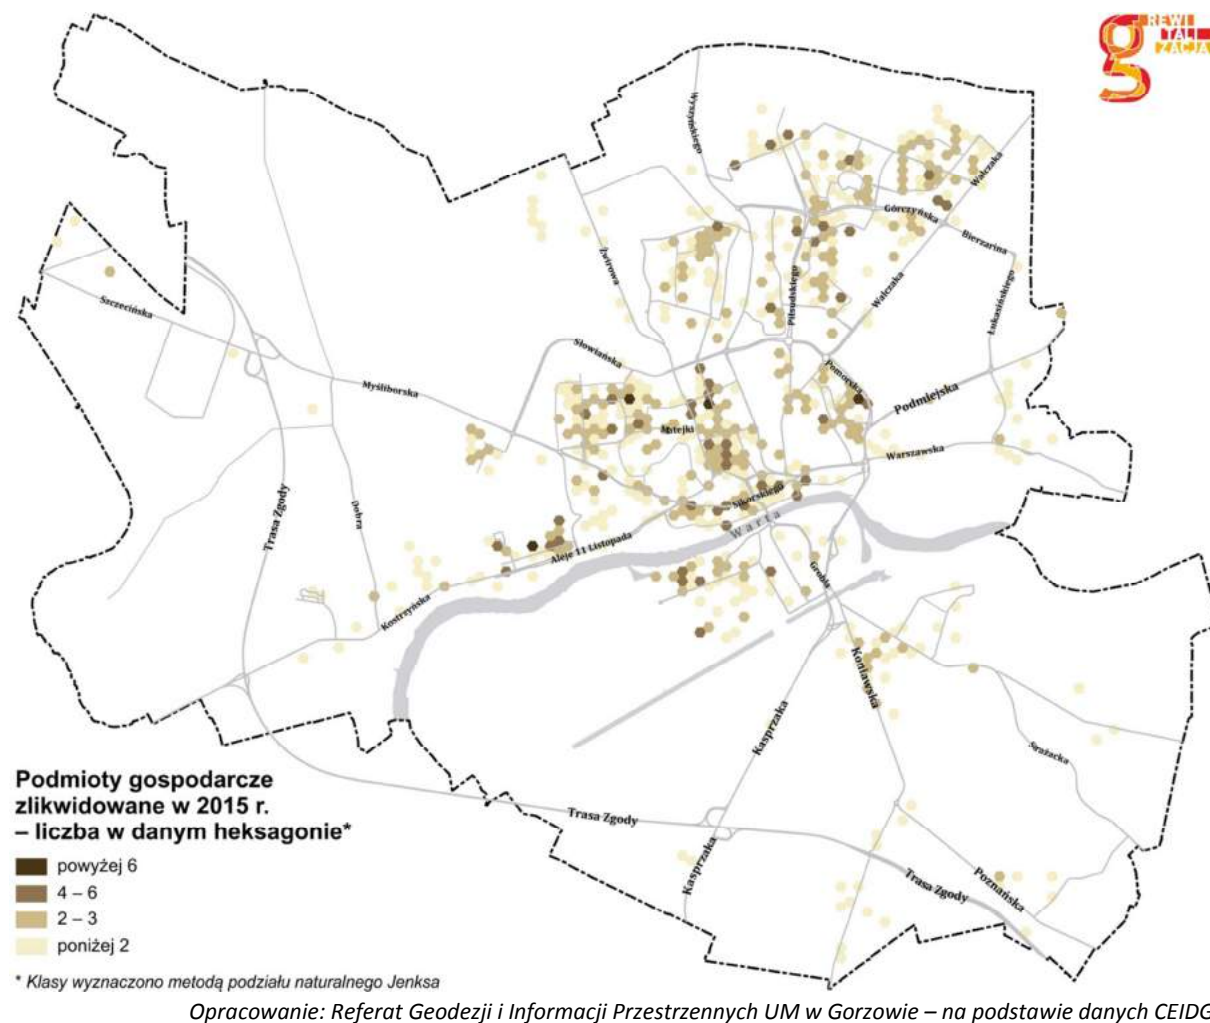 REWI
TALI
ZACJA
Wyszyńskiego
Walczaka
Górczyńska
Bierzarina
Żwirowa
Piłsudskiego
Walczaka
Łukasińskiego
Szczecińska
Słowiańska
Pomorska
Myśliborska
Podmiejska
Matejki
Warszawska
Sikorskiego
Dobra
Trasa Zgody
Warta
Aleje 11 Listopada
Grobla
Kostrzyńska
Koniawska
Kasprzaka
Strażacka
Podmioty gospodarcze
zlikwidowane w 2015 r.
– liczba w danym heksagonie*
powyżej 6
4 – 6
2 – 3
poniżej 2
Trasa Zgody
Kasprzaka
Trasa Zgody
Poznańska
* Klasy wyznaczono metodą podziału naturalnego Jenksa
Opracowanie: Referat Geodezji i Informacji Przestrzennych UM w Gorzowie – na podstawie danych CEIDG